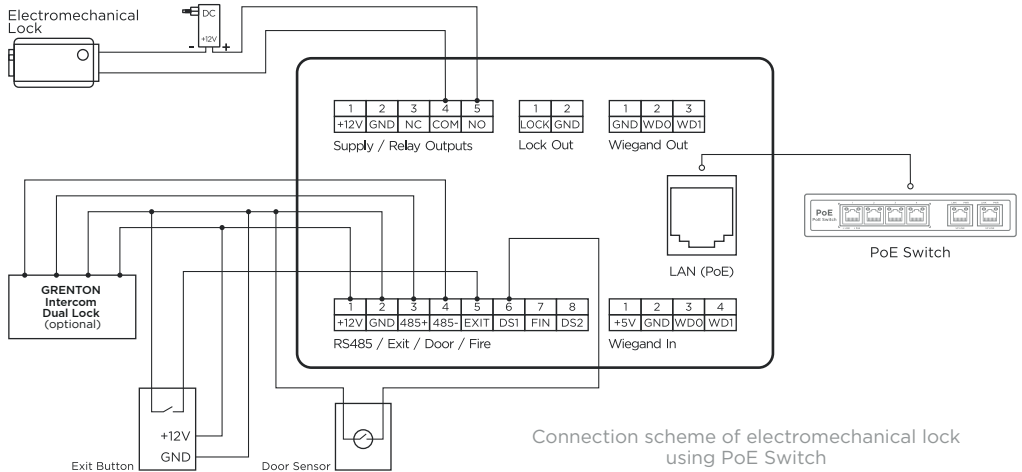 Electromechanical
Lock
DC
+12V
- +
1 2 3 4 5
+12V GND NC COM NO
Supply / Relay Outputs
1 2
LOCK GND
Lock Out
1 2 3
GND WD0 WD1
Wiegand Out
LAN (PoE)
PoE
PoE SWITCH
PoE Switch
GRENTON
Intercom
Dual Lock
(optional)
1 2 3 4 5 6 7 8
+12V GND 485+ 485- EXIT DS1 FIN DS2
RS485 / Exit / Door / Fire
1 2 3 4
+5V GND WD0 WD1
Wiegand In
+12V
GND
Exit Button
Door Sensor
Connection scheme of electromechanical lock
using PoE Switch